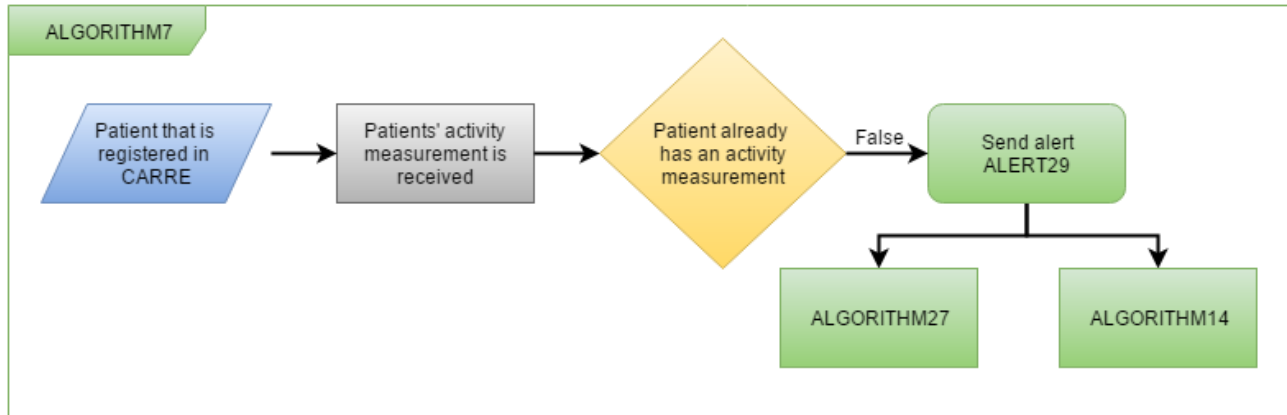 ALGORITHM7
Patient that is
registered in
CARRE
Patients' activity
measurement is
received
Patient already
has an activity
measurement
False
Send alert
ALERT29
ALGORITHM27
ALGORITHM14